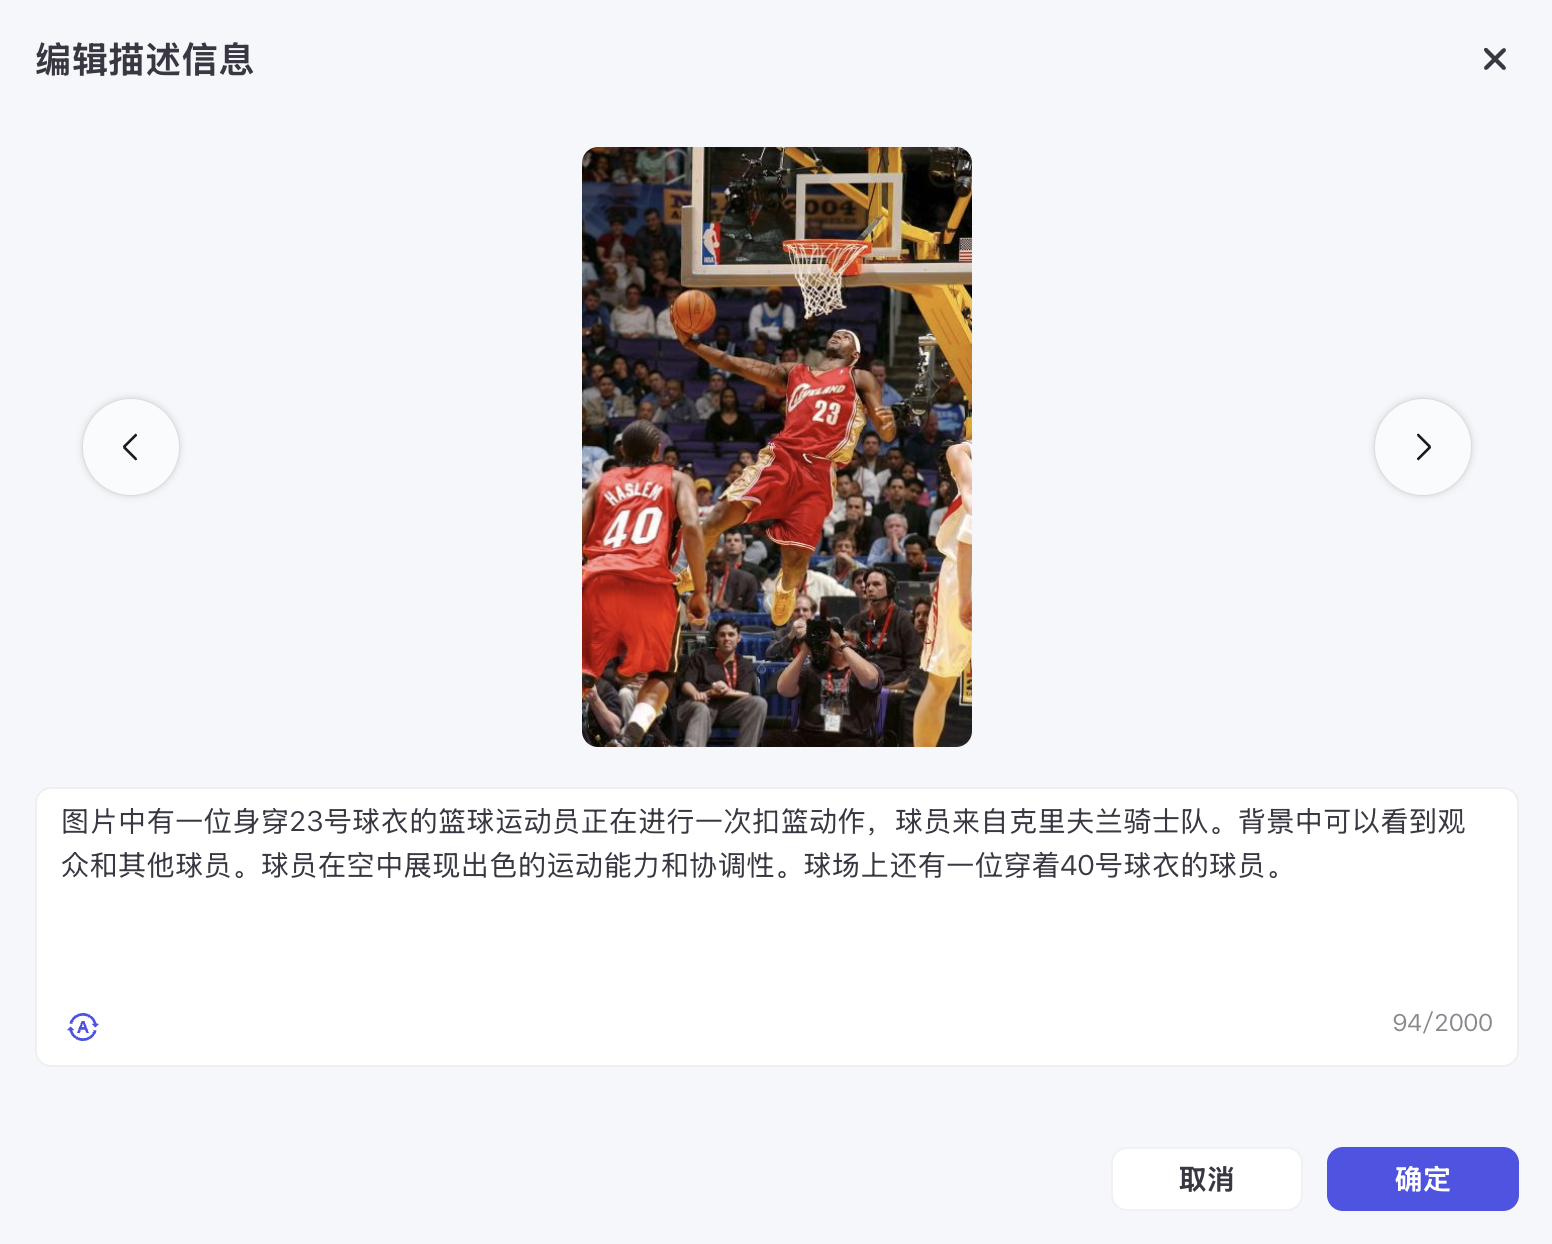 编辑描述信息
NBA 2004
NBA
CLEVELAND
23
HASLEM
40
图片中有一位身穿23号球衣的篮球运动员正在进行一次扣篮动作，球员来自克里夫兰骑士队。背景中可以看到观
众和其他球员。球员在空中展现出色的运动能力和协调性。球场上还有一位穿着40号球衣的球员。
A
94/2000
取消
确定